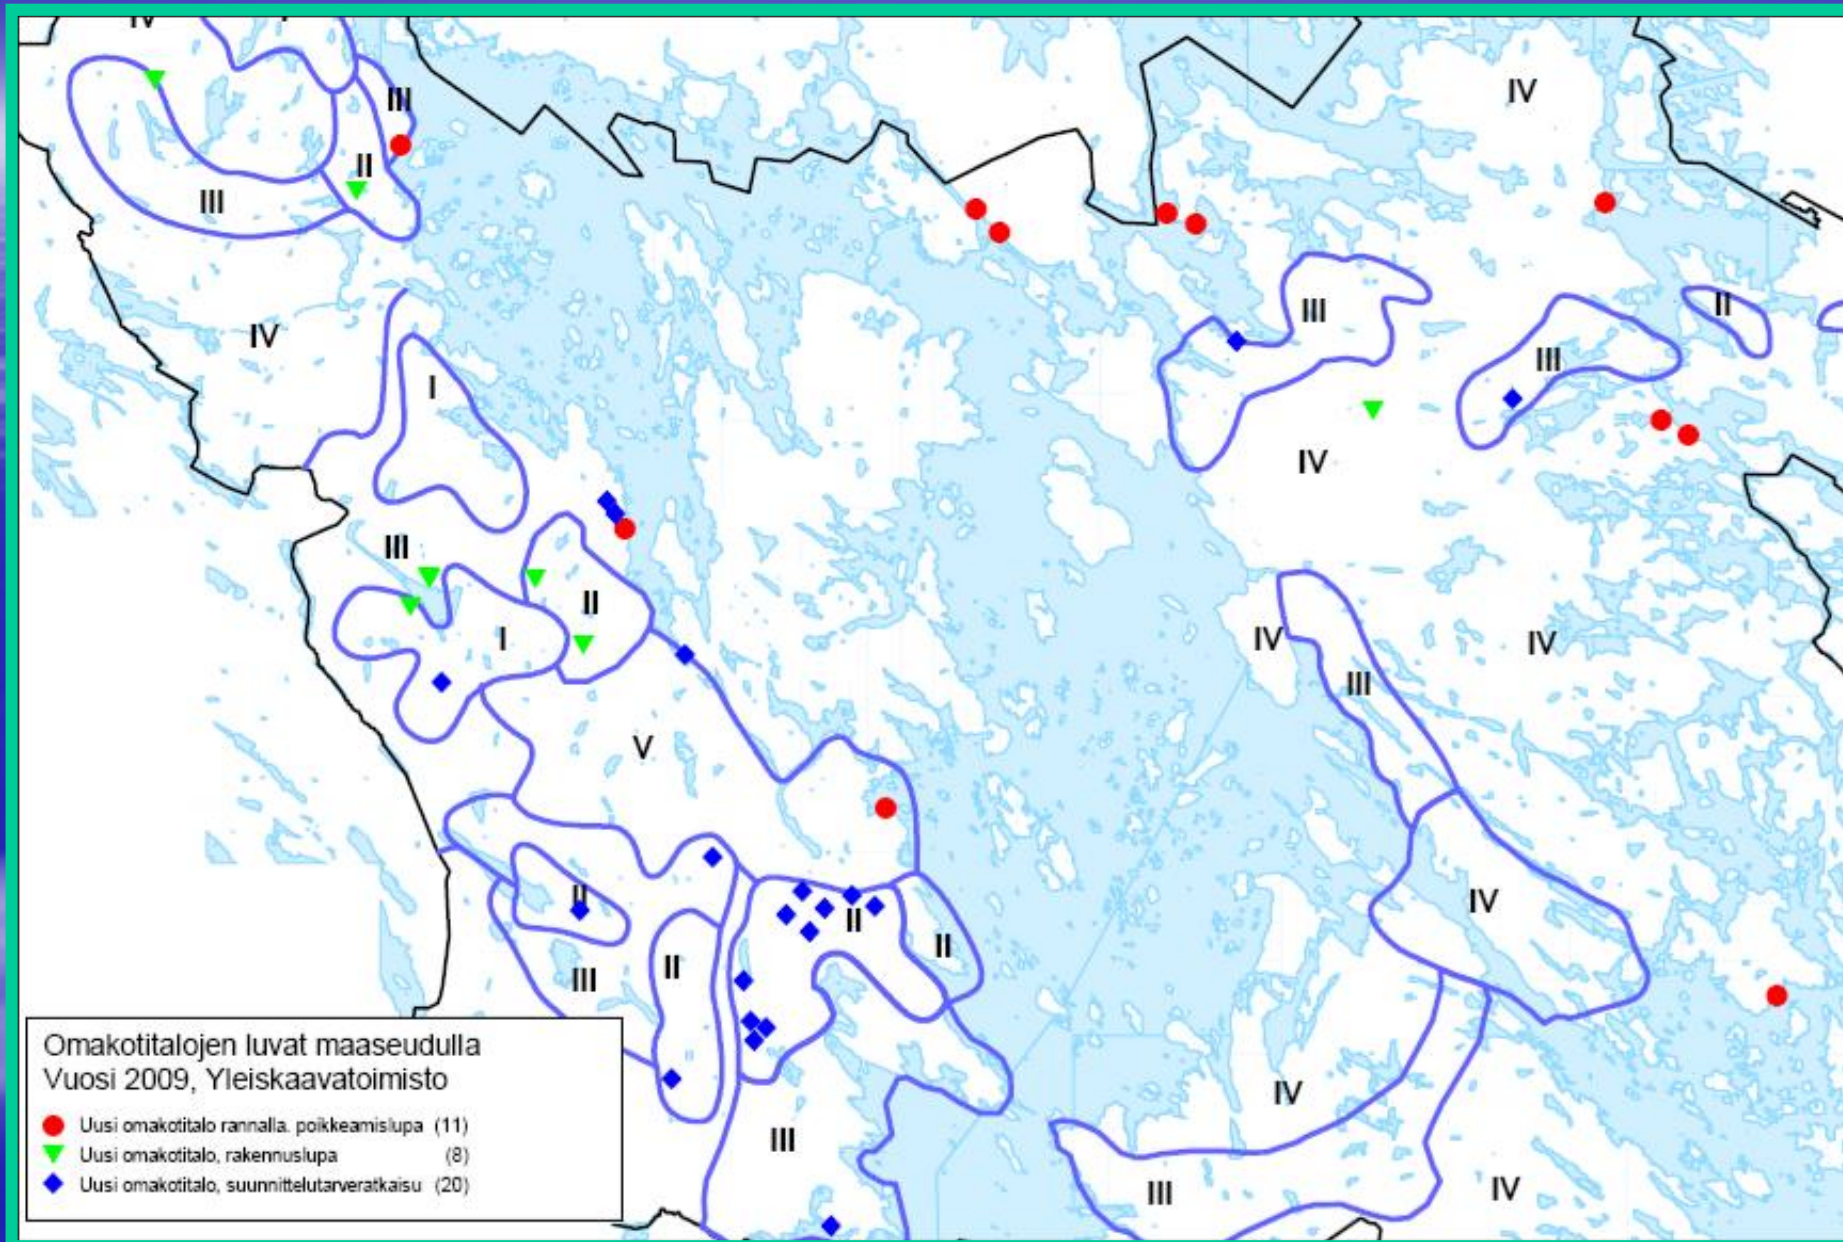 IV
III
IV
II
III
II
III
IV
III
I
IV
III
II
IV
I
IV
III
V
II
IV
II
II
II
III
IV
III
III
IV
Omakotitalojen luvat maaseudulla
Vuosi 2009, Yleiskaavatoimisto
Uusi omakotitalo rannalla. poikkeamislupa (11)
Uusi omakotitalo, rakennuslupa (8)
Uusi omakotitalo, suunnittelutarveratkaisu (20)